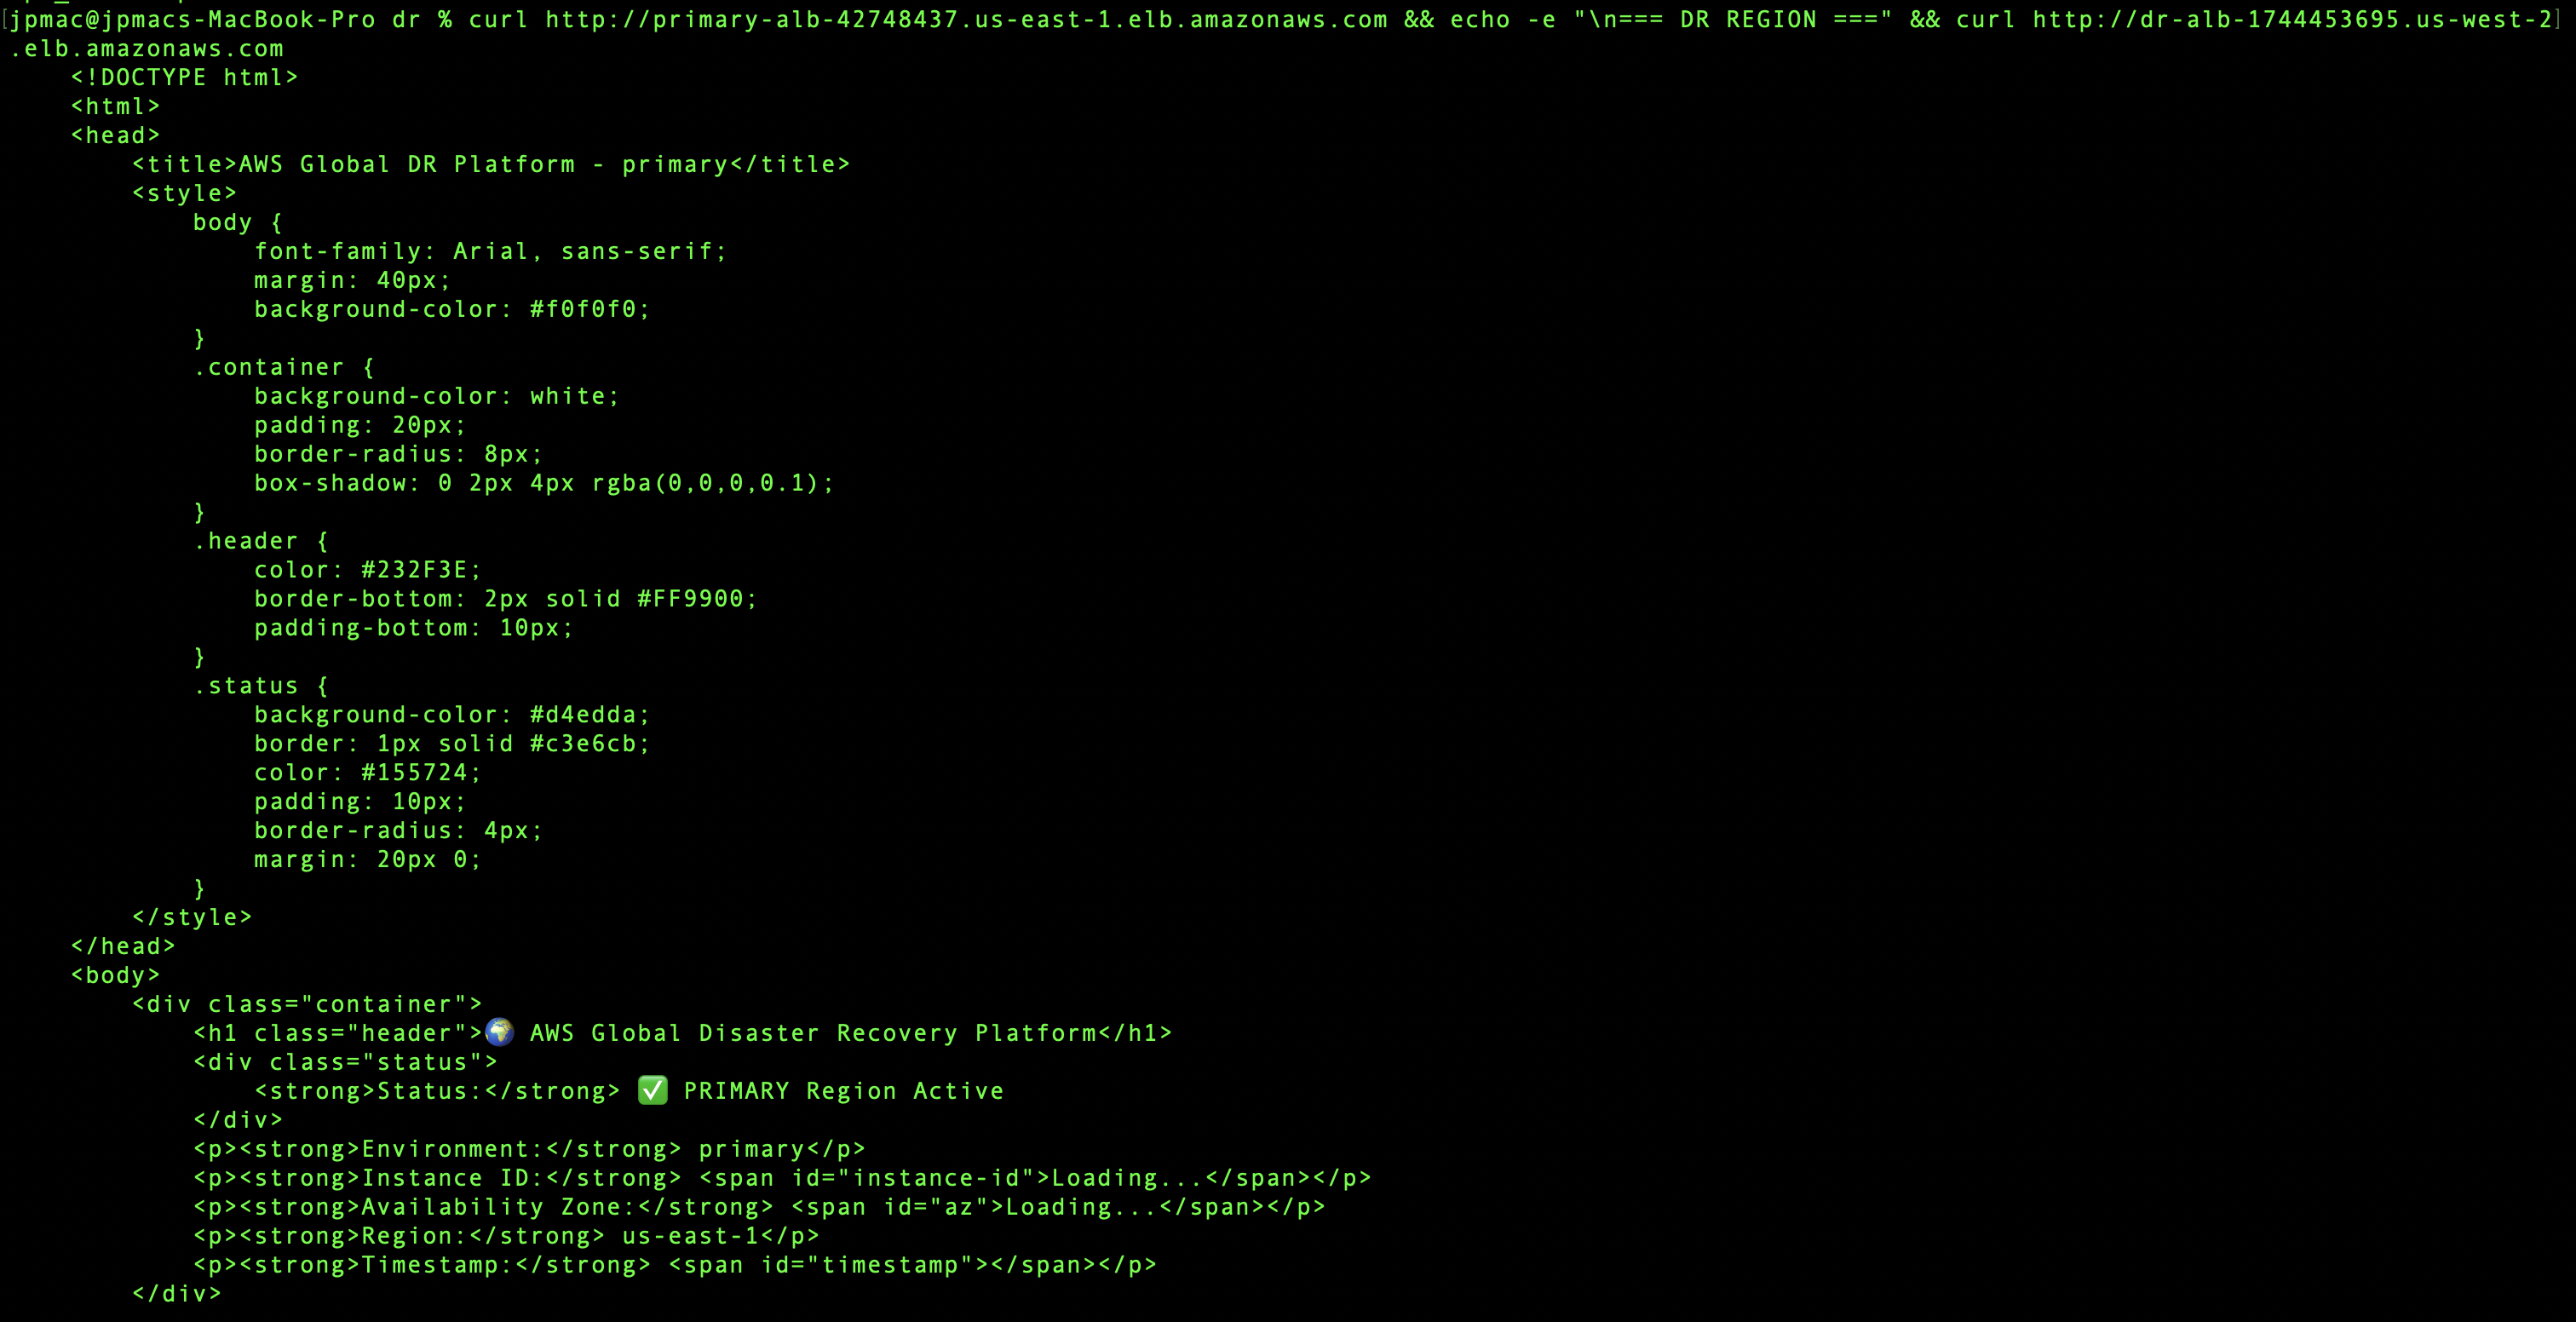 [jpmac@jpmacs-MacBook-Pro dr % curl http://primary-alb-42748437.us-east-1.elb.amazonaws.com && echo -e "\n=== DR REGION ===" && curl http://dr-alb-1744453695.us-west-2]
.elb.amazonaws.com
    <!DOCTYPE html>
    <html>
    <head>
        <title>AWS Global DR Platform - primary</title>
        <style>
            body {
                font-family: Arial, sans-serif;
                margin: 40px;
                background-color: #f0f0f0;
            }
            .container {
                background-color: white;
                padding: 20px;
                border-radius: 8px;
                box-shadow: 0 2px 4px rgba(0,0,0,0.1);
            }
            .header {
                color: #232F3E;
                border-bottom: 2px solid #FF9900;
                padding-bottom: 10px;
            }
            .status {
                background-color: #d4edda;
                border: 1px solid #c3e6cb;
                color: #155724;
                padding: 10px;
                border-radius: 4px;
                margin: 20px 0;
            }
        </style>
    </head>
    <body>
        <div class="container">
            <h1 class="header">🌍 AWS Global Disaster Recovery Platform</h1>
            <div class="status">
                <strong>Status:</strong> ✅ PRIMARY Region Active
            </div>
            <p><strong>Environment:</strong> primary</p>
            <p><strong>Instance ID:</strong> <span id="instance-id">Loading...</span></p>
            <p><strong>Availability Zone:</strong> <span id="az">Loading...</span></p>
            <p><strong>Region:</strong> us-east-1</p>
            <p><strong>Timestamp:</strong> <span id="timestamp"></span></p>
        </div>